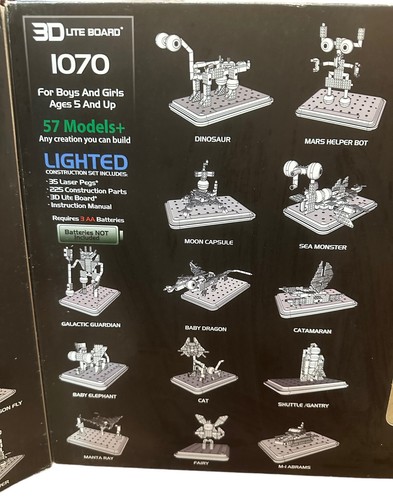 3D LITE BOARD®
1070
For Boys And Girls
Ages 5 And Up
57 Models+
Any creation you can build
LIGHTED
CONSTRUCTION SET INCLUDES:
- 35 Laser Pegs®
- 225 Construction Parts
- 3D Lite Board®
- Instruction Manual
Requires 3 AA Batteries
Batteries NOT
Included
DINOSAUR
MARS HELPER BOT
MOON CAPSULE
SEA MONSTER
GALACTIC GUARDIAN
BABY DRAGON
CATAMARAN
BABY ELEPHANT
CAT
SHUTTLE /GANTRY
MANTA RAY
FAIRY
M-1 ABRAMS
ON FLY